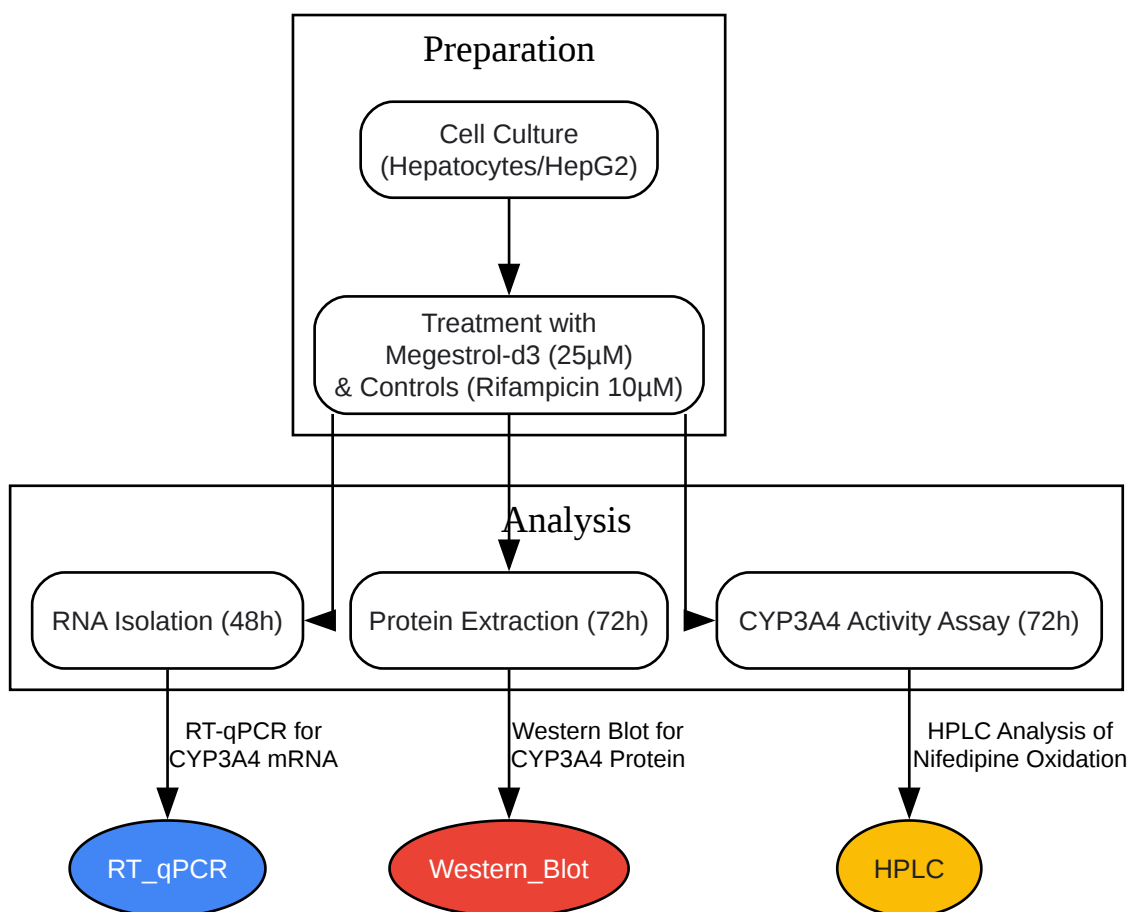 Preparation
Cell Culture
(Hepatocytes/HepG2)
Treatment with
Megestrol-d3 (25µM)
& Controls (Rifampicin 10µM)
Analysis
RNA Isolation (48h)
Protein Extraction (72h)
CYP3A4 Activity Assay (72h)
RT-qPCR for
CYP3A4 mRNA
Western Blot for
CYP3A4 Protein
HPLC Analysis of
Nifedipine Oxidation
RT_qPCR
Western_Blot
HPLC